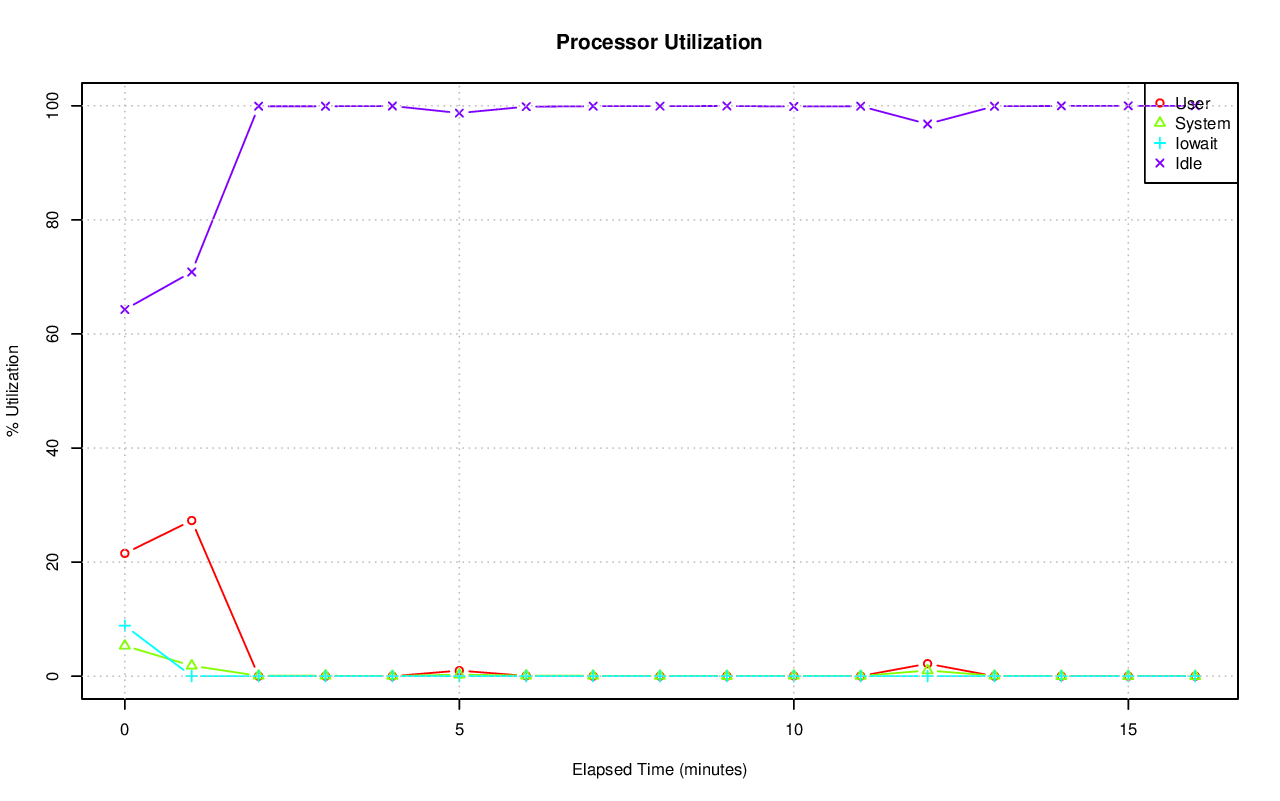 Processor Utilization
100
80
60
40
20
0
% Utilization
User
System
Iowait
Idle
0 5 10 15
Elapsed Time (minutes)